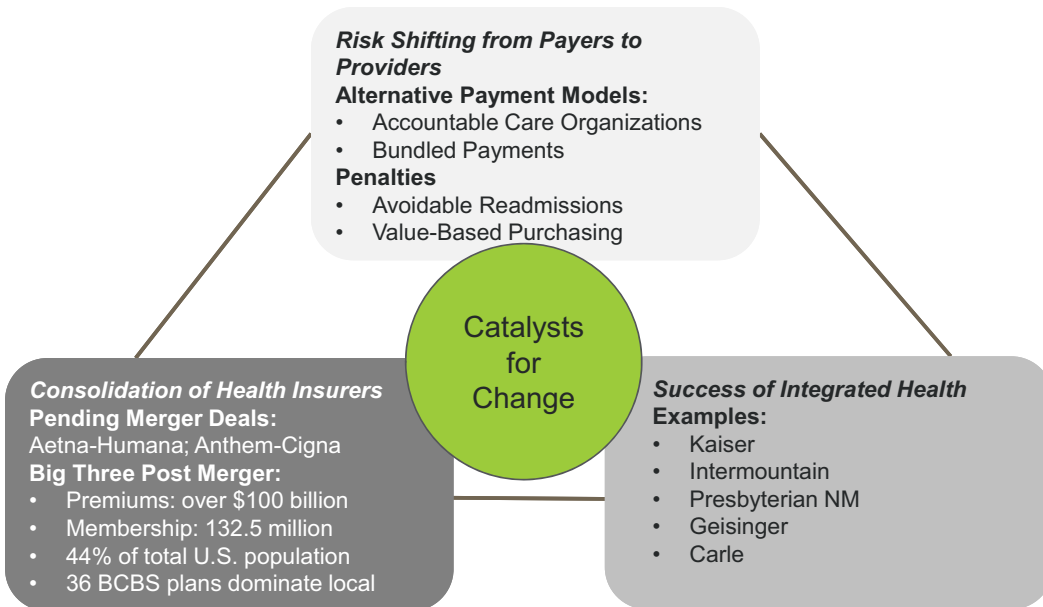 Risk Shifting from Payers to
Providers
Alternative Payment Models:
• Accountable Care Organizations
• Bundled Payments
Penalties
• Avoidable Readmissions
• Value-Based Purchasing
Catalysts
for
Change
Consolidation of Health Insurers
Pending Merger Deals:
Aetna-Humana; Anthem-Cigna
Big Three Post Merger:
• Premiums: over $100 billion
• Membership: 132.5 million
• 44% of total U.S. population
• 36 BCBS plans dominate local
Success of Integrated Health
Examples:
• Kaiser
• Intermountain
• Presbyterian NM
• Geisinger
• Carle